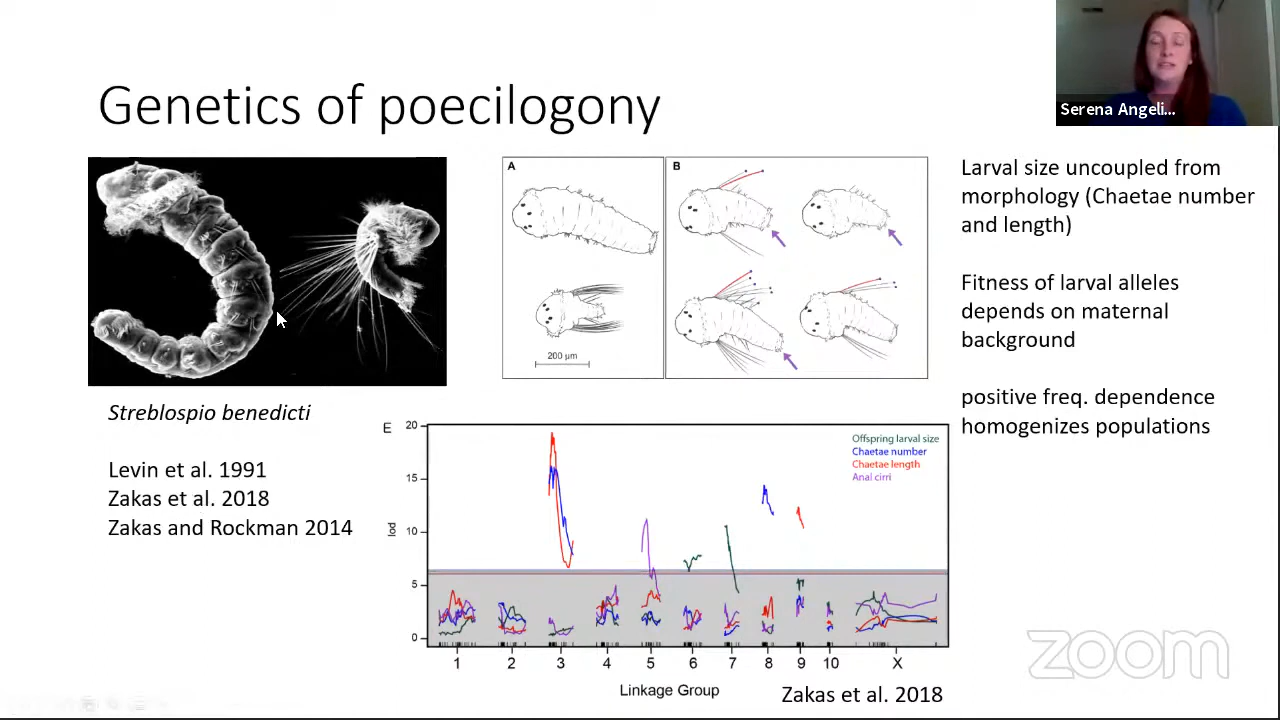 Genetics of poecilogony
Serena Angeli...
A
B
200 µm
Larval size uncoupled from
morphology (Chaetae number
and length)
Fitness of larval alleles
depends on maternal
background
positive freq. dependence
homogenizes populations
Streblospio benedicti
Levin et al. 1991
Zakas et al. 2018
Zakas and Rockman 2014
E
Offspring larval size
Chaetae number
Chaetae length
Anal cirri
20
15
10
5
0
lod
1 2 3 4 5 6 7 8 9 10 X
Linkage Group
Zakas et al. 2018
zoom